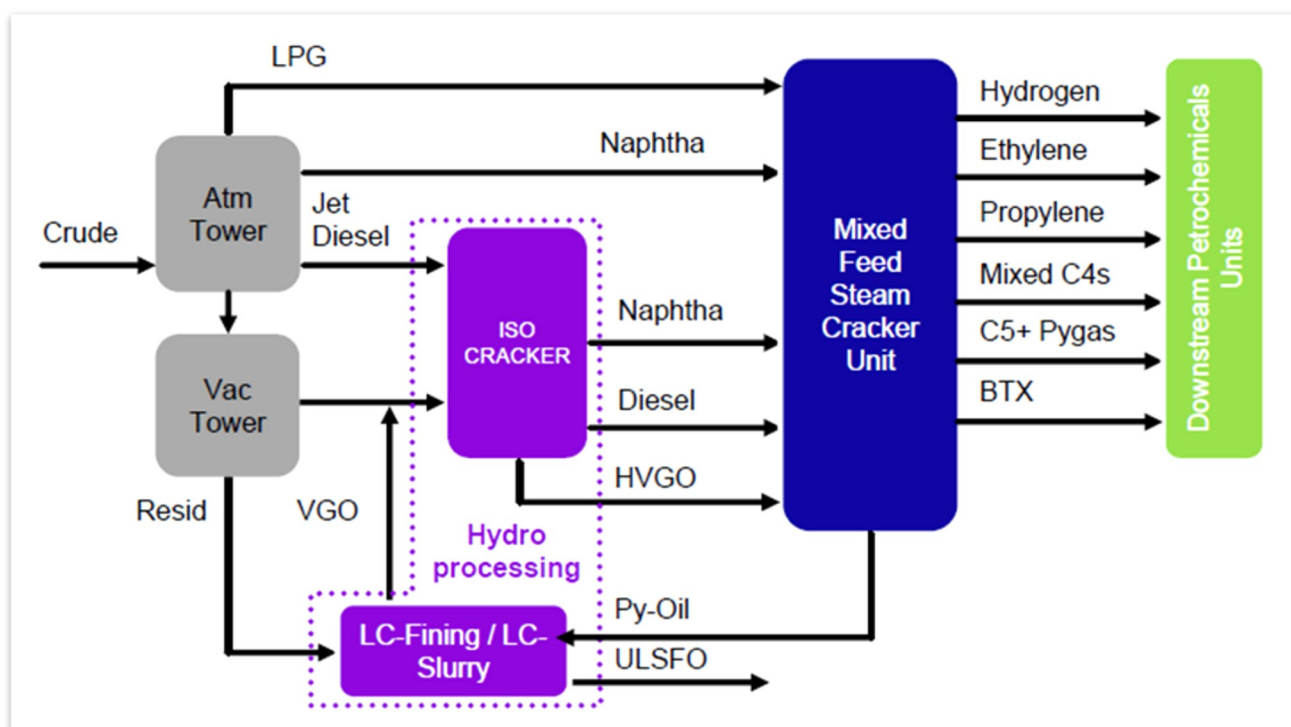 LPG
Naphtha
Atm
Tower
Crude
Jet
Diesel
ISO
CRACKER
Naphtha
Diesel
HVGO
Vac
Tower
Resid
VGO
Hydro
processing
LC-Fining / LC-
Slurry
Py-Oil
ULSFO
Mixed
Feed
Steam
Cracker
Unit
Hydrogen
Ethylene
Propylene
Mixed C4s
C5+ Pygas
BTX
Downstream Petrochemicals
Units